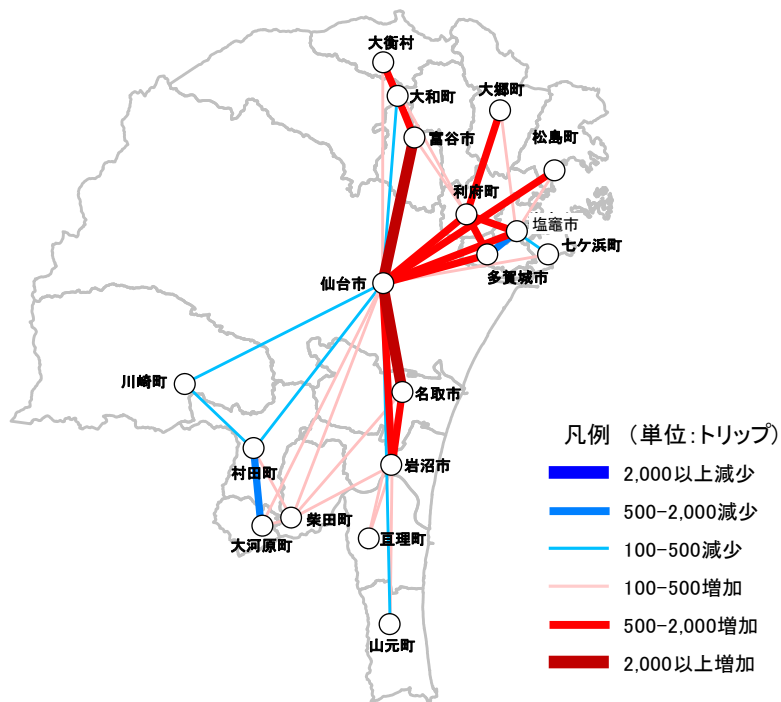 大衡村
大和町
大郷町
富谷市
松島町
利府町
塩竈市
七ケ浜町
多賀城市
仙台市
川崎町
名取市
村田町
岩沼市
柴田町
大河原町
亘理町
山元町
凡例 (単位:トリップ)
2,000以上減少
500-2,000減少
100-500減少
100-500増加
500-2,000増加
2,000以上増加